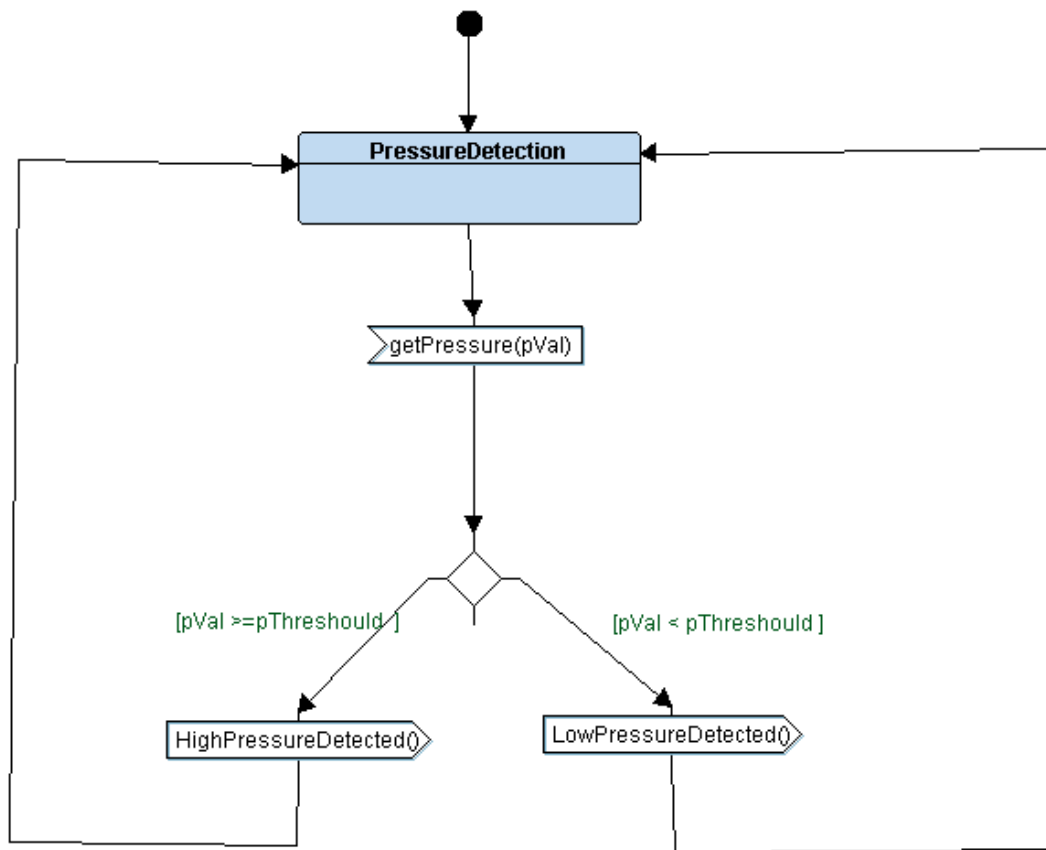 PressureDetection
getPressure(pVal)
[pVal >=pThreshould ]
[pVal < pThreshould ]
HighPressureDetected()
LowPressureDetected()